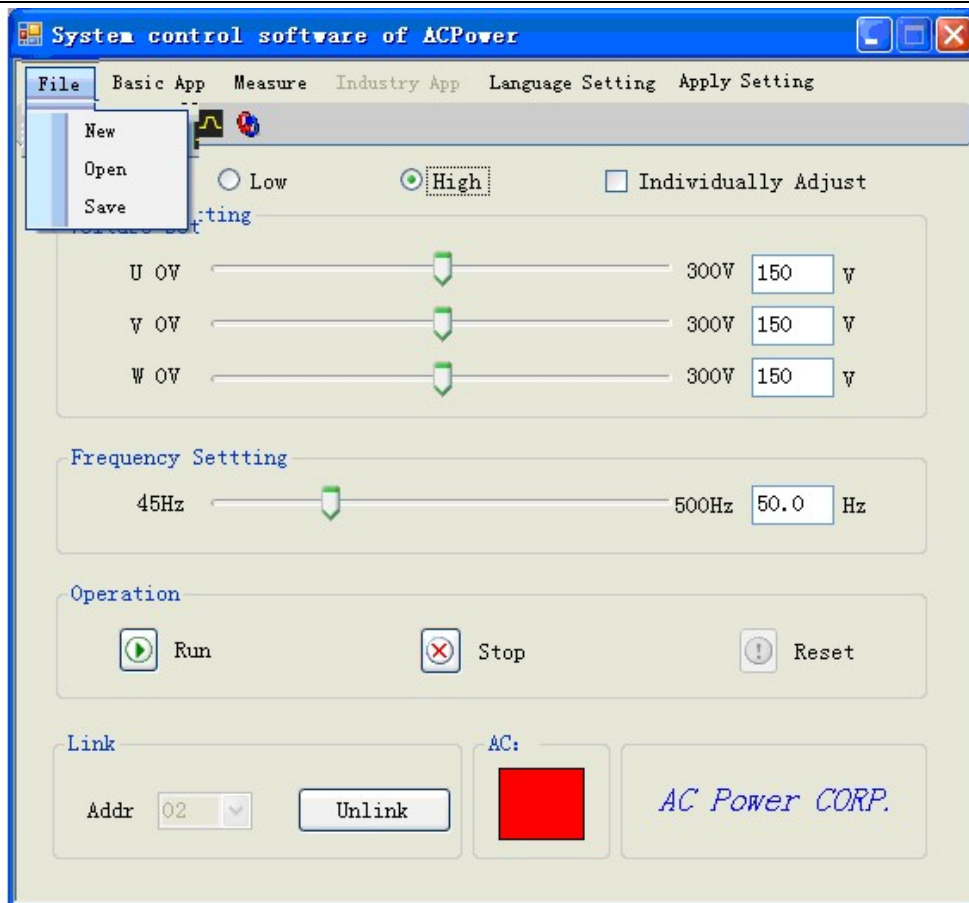 System control software of ACPower
File Basic App Measure Industry App Language Setting Apply Setting
New
Open
Save
Low High Individually Adjust
U 0V 300V 150 V
V 0V 300V 150 V
W 0V 300V 150 V
Frequency Settting
45Hz 500Hz 50.0 Hz
Operation
Run Stop Reset
Link AC:
Addr 02 Unlink AC Power CORP.